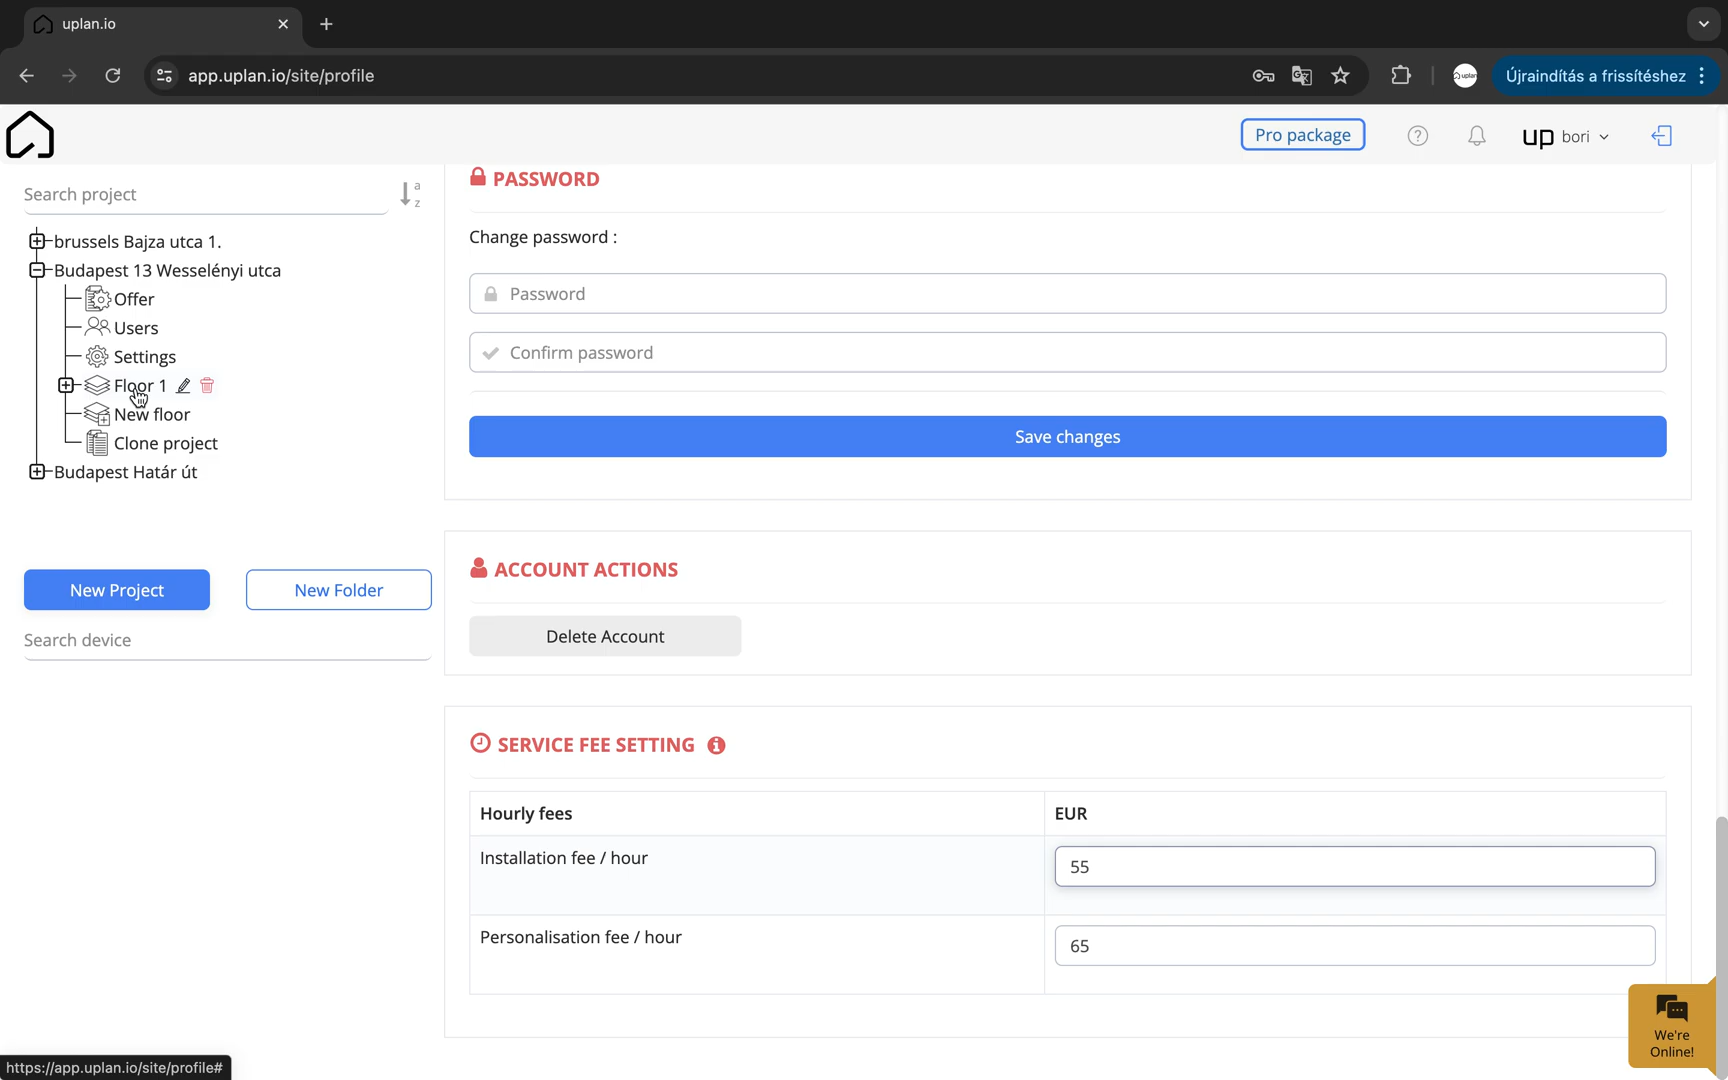 uplan.io
app.uplan.io/site/profile
Újraindítás a frissítéshez
Pro package
up bori
Search project
a
z
brussels Bajza utca 1.
Budapest 13 Wesselényi utca
Offer
Users
Settings
Floor 1
New floor
Clone project
Budapest Határ út
New Project
New Folder
Search device
PASSWORD
Change password :
Password
Confirm password
Save changes
ACCOUNT ACTIONS
Delete Account
SERVICE FEE SETTING
Hourly fees EUR
Installation fee / hour 55
Personalisation fee / hour 65
We're
Online!
https://app.uplan.io/site/profile#